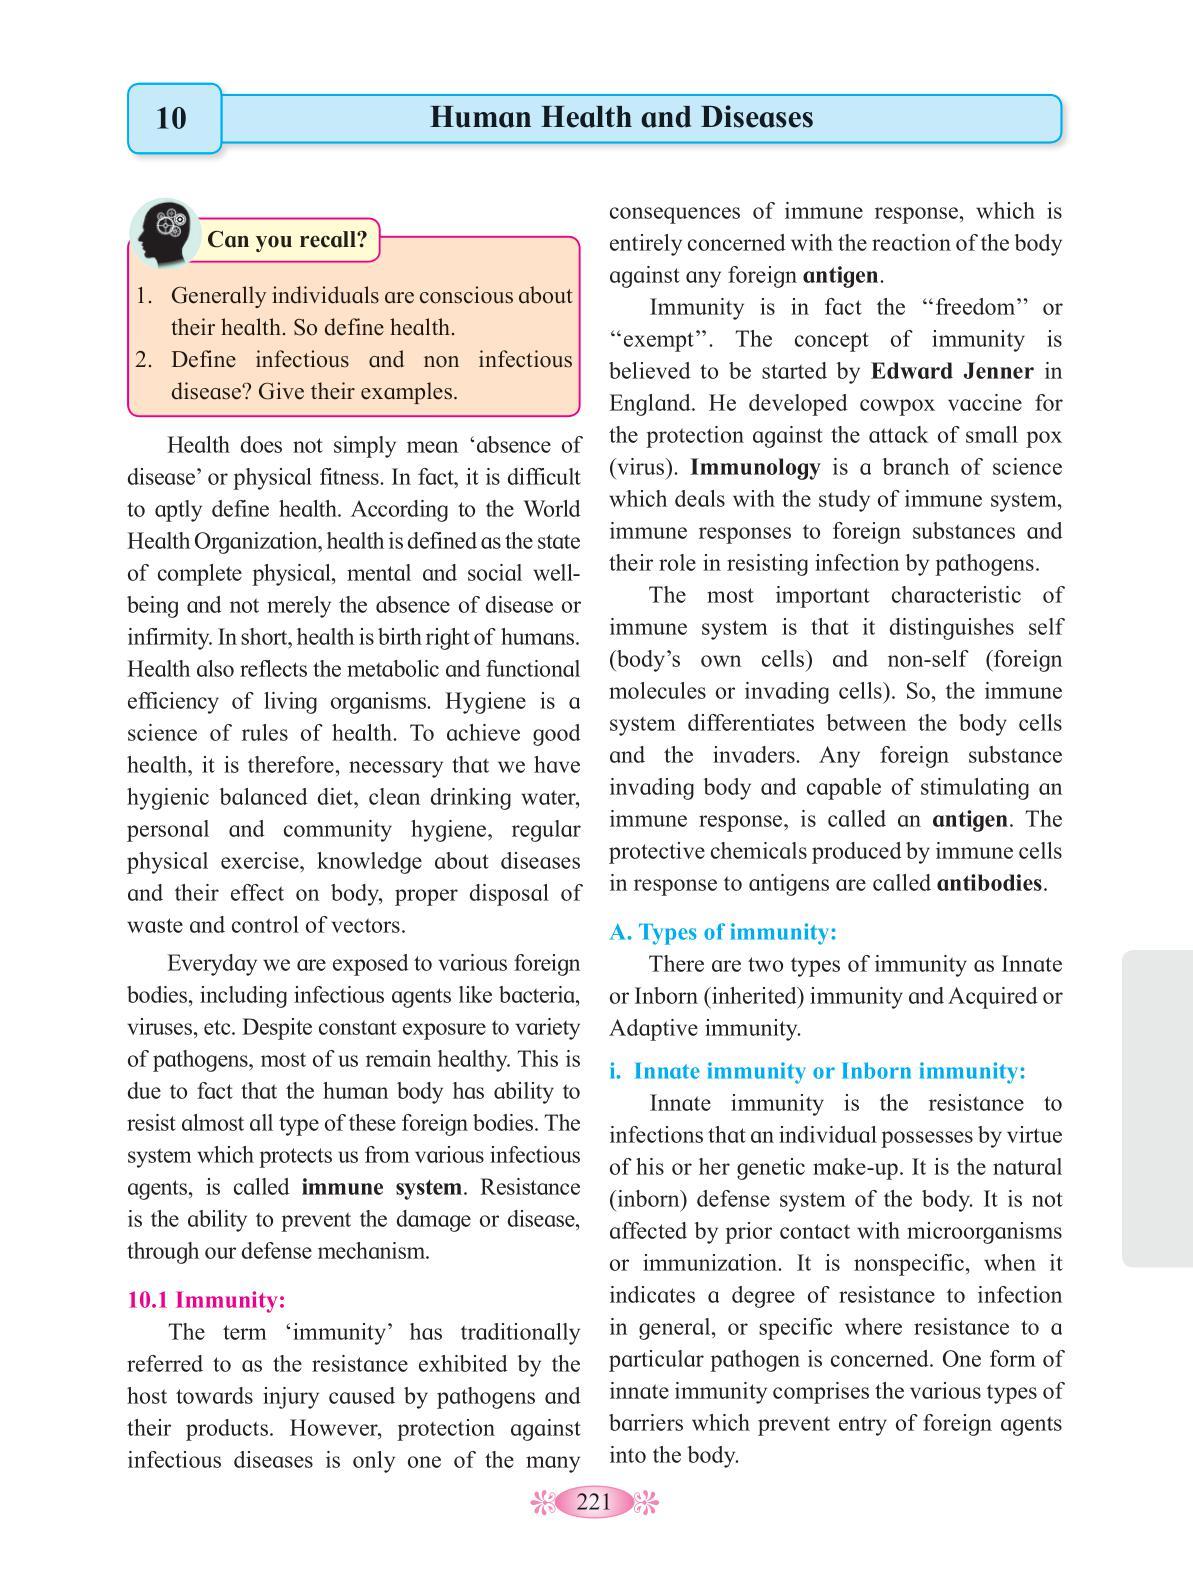 10
Human Health and Diseases
Can you recall?
1. Generally individuals are conscious about
their health. So define health.
2. Define infectious and non infectious
disease? Give their examples.
Health does not simply mean ‘absence of
disease’ or physical fitness. In fact, it is difficult
to aptly define health. According to the World
Health Organization, health is defined as the state
of complete physical, mental and social well-
being and not merely the absence of disease or
infirmity. In short, health is birth right of humans.
Health also reflects the metabolic and functional
efficiency of living organisms. Hygiene is a
science of rules of health. To achieve good
health, it is therefore, necessary that we have
hygienic balanced diet, clean drinking water,
personal and community hygiene, regular
physical exercise, knowledge about diseases
and their effect on body, proper disposal of
waste and control of vectors.
Everyday we are exposed to various foreign
bodies, including infectious agents like bacteria,
viruses, etc. Despite constant exposure to variety
of pathogens, most of us remain healthy. This is
due to fact that the human body has ability to
resist almost all type of these foreign bodies. The
system which protects us from various infectious
agents, is called immune system. Resistance
is the ability to prevent the damage or disease,
through our defense mechanism.
10.1 Immunity:
The term ‘immunity’ has traditionally
referred to as the resistance exhibited by the
host towards injury caused by pathogens and
their products. However, protection against
infectious diseases is only one of the many
consequences of immune response, which is
entirely concerned with the reaction of the body
against any foreign antigen.
Immunity is in fact the ‘‘freedom’’ or
‘‘exempt’’. The concept of immunity is
believed to be started by Edward Jenner in
England. He developed cowpox vaccine for
the protection against the attack of small pox
(virus). Immunology is a branch of science
which deals with the study of immune system,
immune responses to foreign substances and
their role in resisting infection by pathogens.
The most important characteristic of
immune system is that it distinguishes self
(body’s own cells) and non-self (foreign
molecules or invading cells). So, the immune
system differentiates between the body cells
and the invaders. Any foreign substance
invading body and capable of stimulating an
immune response, is called an antigen. The
protective chemicals produced by immune cells
in response to antigens are called antibodies.
A. Types of immunity:
There are two types of immunity as Innate
or Inborn (inherited) immunity and Acquired or
Adaptive immunity.
i. Innate immunity or Inborn immunity:
Innate immunity is the resistance to
infections that an individual possesses by virtue
of his or her genetic make-up. It is the natural
(inborn) defense system of the body. It is not
affected by prior contact with microorganisms
or immunization. It is nonspecific, when it
indicates a degree of resistance to infection
in general, or specific where resistance to a
particular pathogen is concerned. One form of
innate immunity comprises the various types of
barriers which prevent entry of foreign agents
into the body.
221